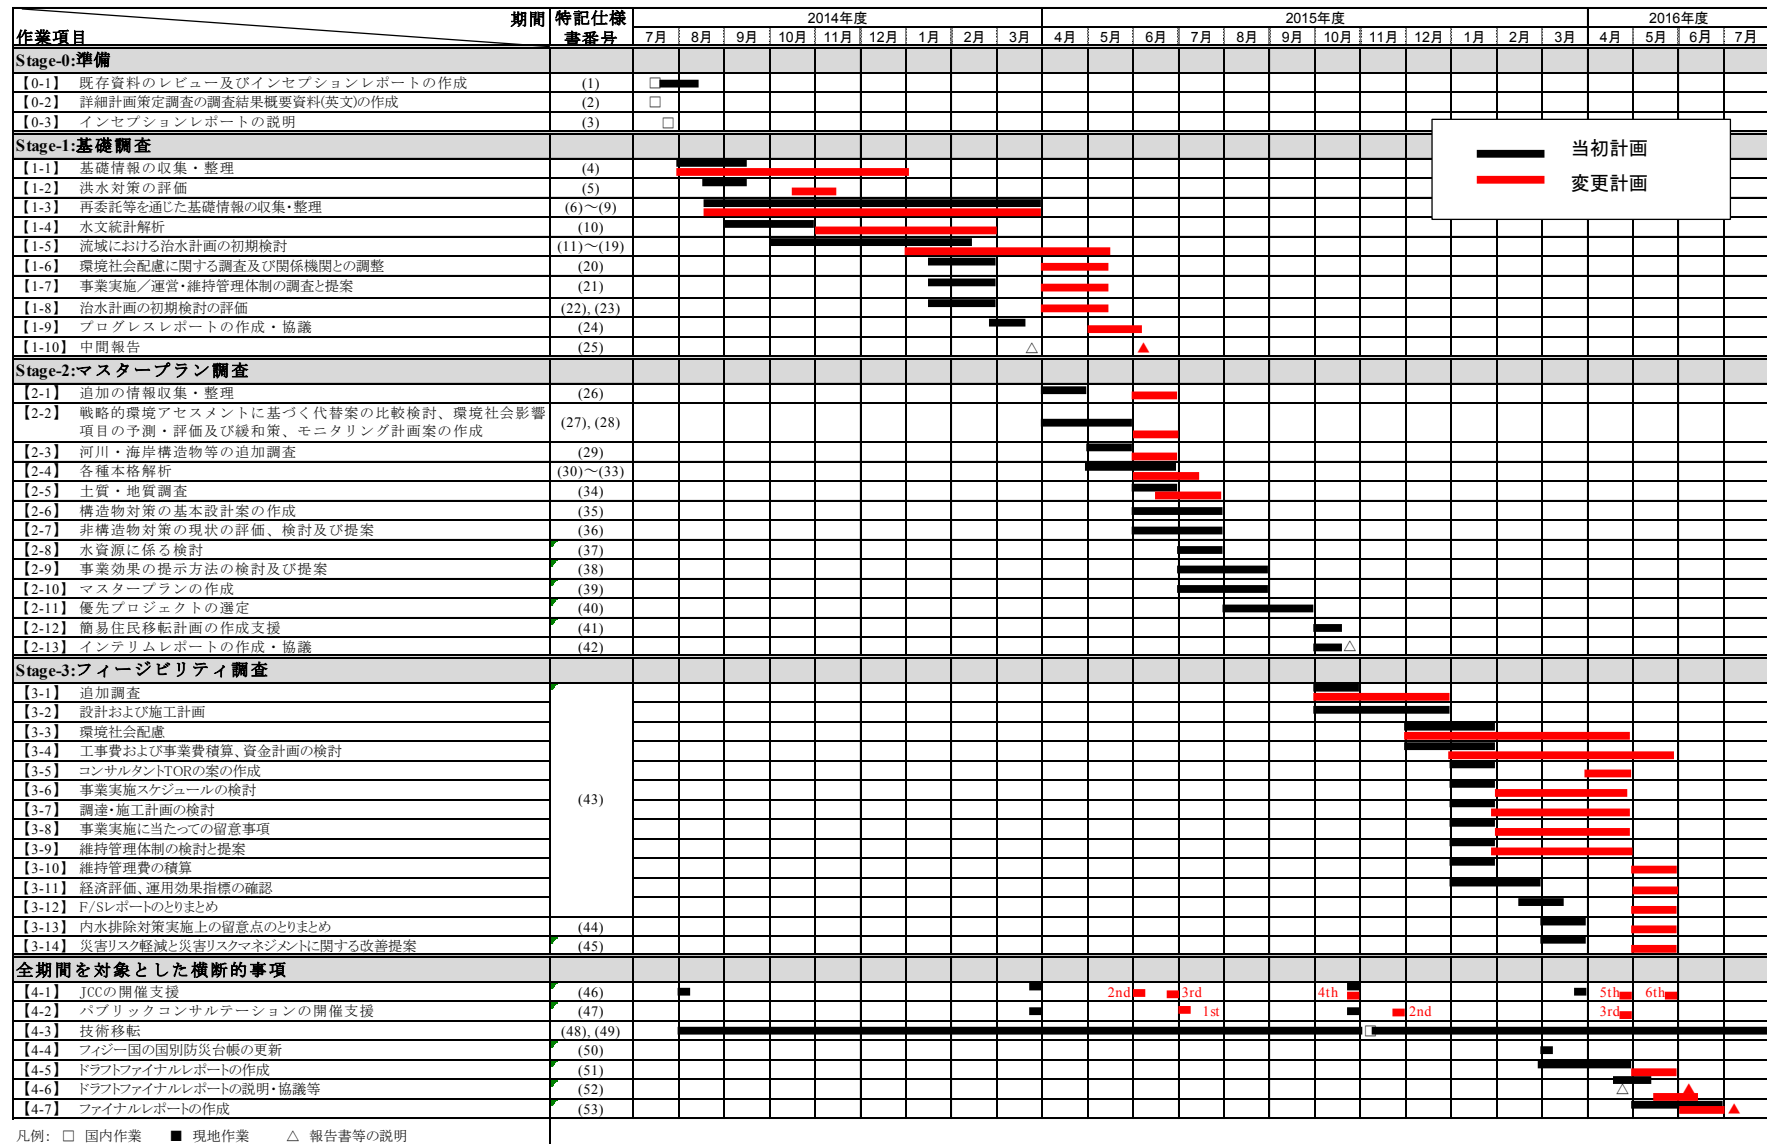 期間 特記仕様 2014年度 2015年度 2016年度
作業項目 書番号 7月 8月 9月 10月 11月 12月 1月 2月 3月 4月 5月 6月 7月 8月 9月 10月 11月 12月 1月 2月 3月 4月 5月 6月 7月
Stage-0:準備
【0-1】 既存資料のレビュー及びインセプションレポートの作成 (1)
【0-2】 詳細計画策定調査の調査結果概要資料(英文)の作成 (2)
【0-3】 インセプションレポートの説明 (3)
Stage-1:基礎調査
【1-1】 基礎情報の収集・整理 (4)
【1-2】 洪水対策の評価 (5)
【1-3】 再委託等を通じた基礎情報の収集・整理 (6)～(9)
【1-4】 水文統計解析 (10)
【1-5】 流域における治水計画の初期検討 (11)～(19)
【1-6】 環境社会配慮に関する調査及び関係機関との調整 (20)
【1-7】 事業実施／運営・維持管理体制の調査と提案 (21)
【1-8】 治水計画の初期検討の評価 (22), (23)
【1-9】 プログレスレポートの作成・協議 (24)
【1-10】 中間報告 (25) △ ▲
当初計画
変更計画
Stage-2:マスタープラン調査
【2-1】 追加の情報収集・整理 (26)
【2-2】 戦略的環境アセスメントに基づく代替案の比較検討、環境社会影響
項目の予測・評価及び緩和策、モニタリング計画案の作成 (27), (28)
【2-3】 河川・海岸構造物等の追加調査 (29)
【2-4】 各種本格解析 (30)～(33)
【2-5】 土質・地質調査 (34)
【2-6】 構造物対策の基本設計案の作成 (35)
【2-7】 非構造物対策の現状の評価、検討及び提案 (36)
【2-8】 水資源に係る検討 (37)
【2-9】 事業効果の提示方法の検討及び提案 (38)
【2-10】 マスタープランの作成 (39)
【2-11】 優先プロジェクトの選定 (40)
【2-12】 簡易住民移転計画の作成支援 (41)
【2-13】 インテリムレポートの作成・協議 (42) △
Stage-3:フィージビリティ調査
【3-1】 追加調査
【3-2】 設計および施工計画
【3-3】 環境社会配慮
【3-4】 工事費および事業費積算、資金計画の検討
【3-5】 コンサルタントTORの案の作成
【3-6】 事業実施スケジュールの検討
(43)
【3-7】 調達・施工計画の検討
【3-8】 事業実施に当たっての留意事項
【3-9】 維持管理体制の検討と提案
【3-10】 維持管理費の積算
【3-11】 経済評価、運用効果指標の確認
【3-12】 F/Sレポートのとりまとめ
【3-13】 内水排除対策実施上の留意点のとりまとめ (44)
【3-14】 災害リスク軽減と災害リスクマネジメントに関する改善提案 (45)
全期間を対象とした横断的事項
【4-1】 JCCの開催支援 (46) 2nd 3rd 4th 5th 6th
【4-2】 パブリックコンサルテーションの開催支援 (47) 1st 2nd 3rd
【4-3】 技術移転 (48), (49)
【4-4】 フィジー国の国別防災台帳の更新 (50)
【4-5】 ドラフトファイナルレポートの作成 (51)
【4-6】 ドラフトファイナルレポートの説明・協議等 (52) △ ▲
【4-7】 ファイナルレポートの作成 (53) ▲
凡例: □ 国内作業 ■ 現地作業 △ 報告書等の説明